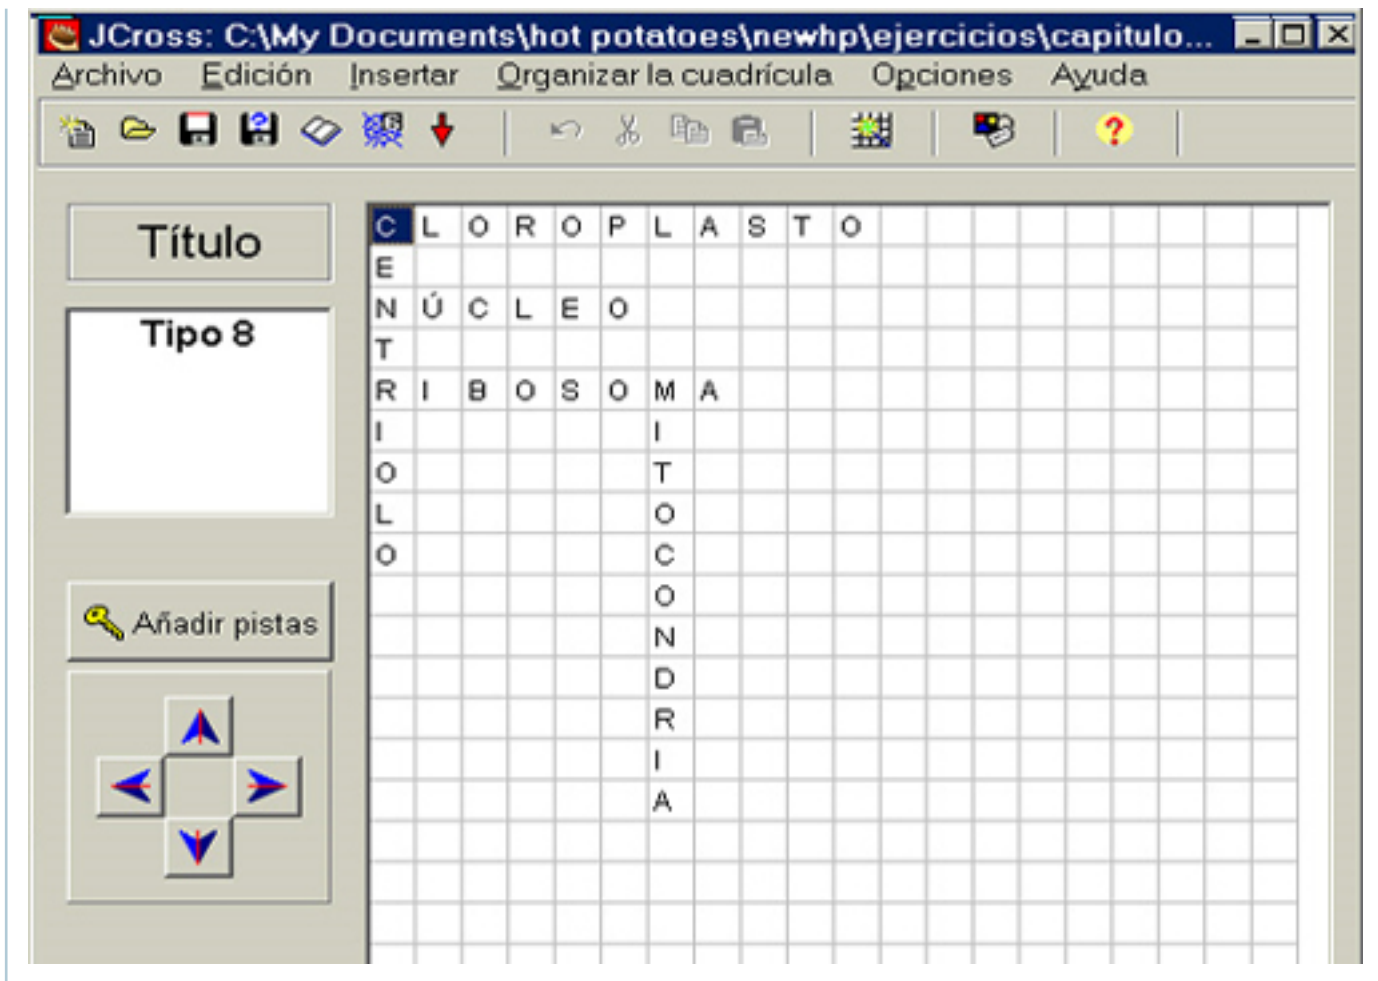 JCross: C:\My Documents\hot potatoes\newhp\ejercicios\capitulo...
Archivo Edición Insertar Organizar la cuadrícula Opciones Ayuda
Título
Tipo 8
Añadir pistas
C L O R O P L A S T O
E
N Ú C L E O
T
R I B O S O M A
I I
O T
L O
O C
O
N
D
R
I
A